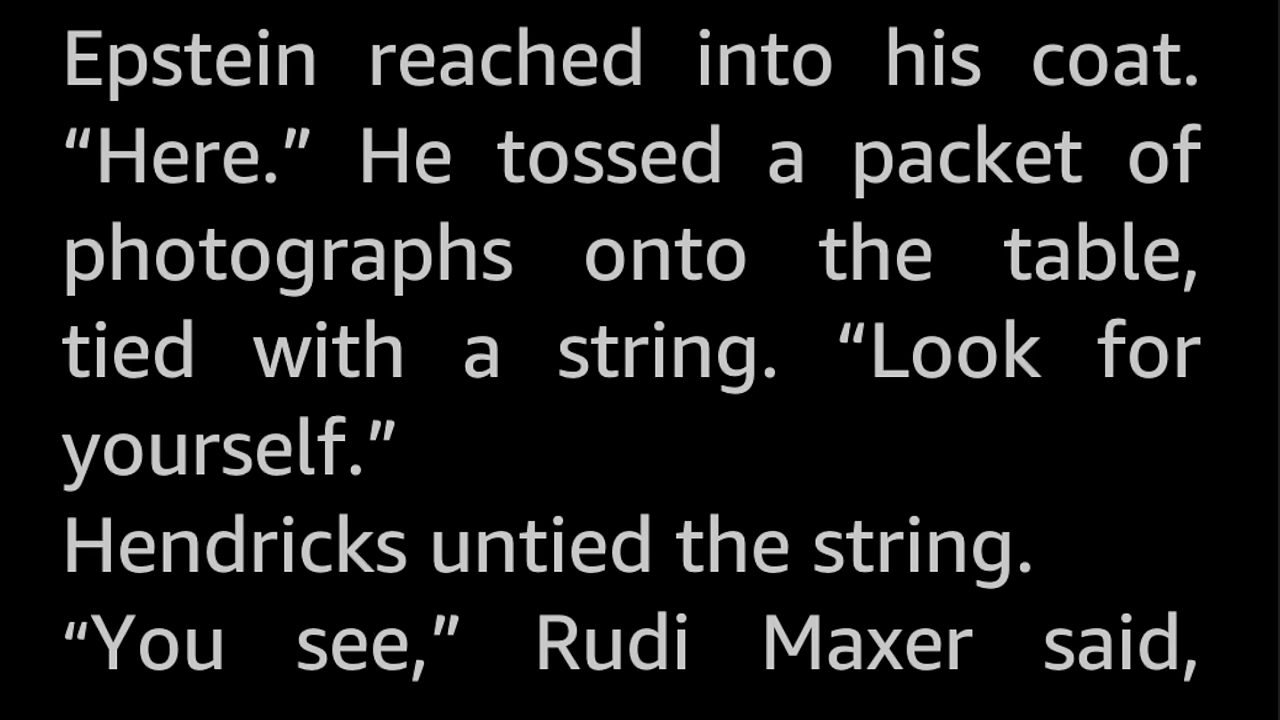 Epstein reached into his coat.
“Here.” He tossed a packet of
photographs onto the table,
tied with a string. “Look for
yourself.”
Hendricks untied the string.
“You see,” Rudi Maxer said,